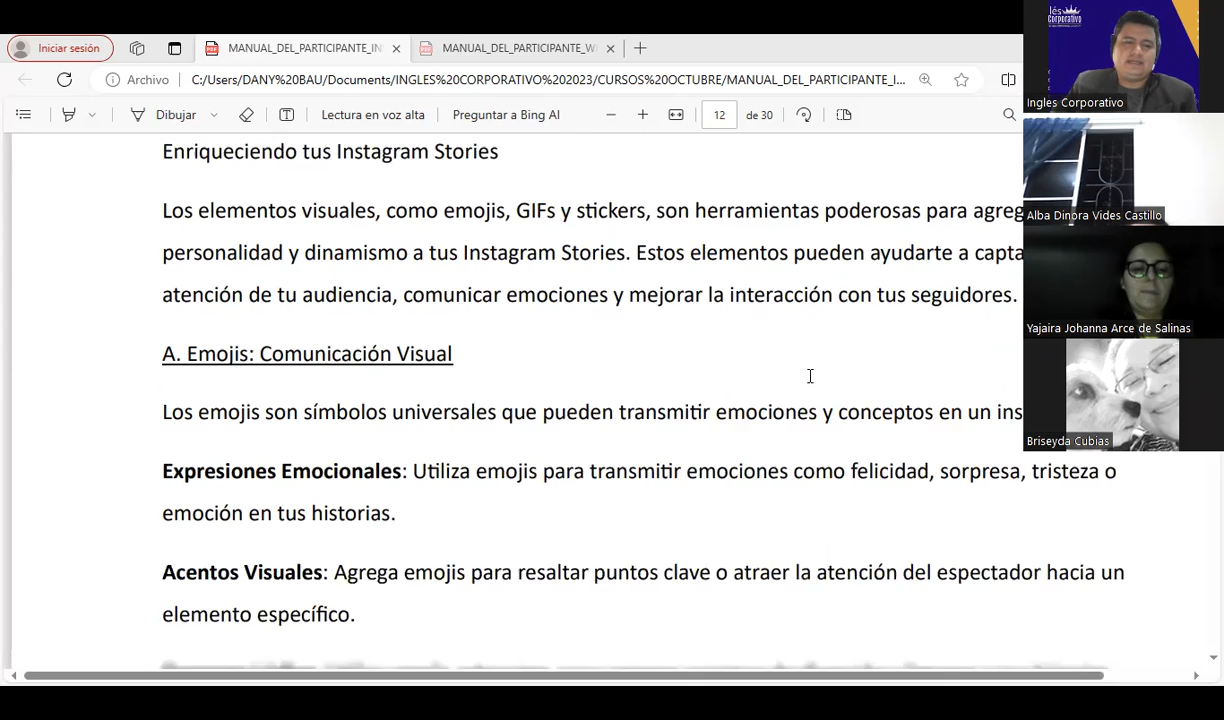 Iniciar sesión
MANUAL_DEL_PARTICIPANTE_IN
MANUAL_DEL_PARTICIPANTE_W
Archivo
C:/Users/DANY%20BAU/Documents/INGLES%20CORPORATIVO%202023/CURSOS%20OCTUBRE/MANUAL_DEL_PARTICIPANTE_I...
Dibujar
Lectura en voz alta
Preguntar a Bing AI
12
de 30
Enriqueciendo tus Instagram Stories
Los elementos visuales, como emojis, GIFs y stickers, son herramientas poderosas para agreg
personalidad y dinamismo a tus Instagram Stories. Estos elementos pueden ayudarte a capta
atención de tu audiencia, comunicar emociones y mejorar la interacción con tus seguidores.
A. Emojis: Comunicación Visual
Los emojis son símbolos universales que pueden transmitir emociones y conceptos en un ins
Expresiones Emocionales: Utiliza emojis para transmitir emociones como felicidad, sorpresa, tristeza o
emoción en tus historias.
Acentos Visuales: Agrega emojis para resaltar puntos clave o atraer la atención del espectador hacia un
elemento específico.
lés
Corporativo
Ingles Corporativo
Alba Dinora Vides Castillo
Yajaira Johanna Arce de Salinas
Briseyda Cubias